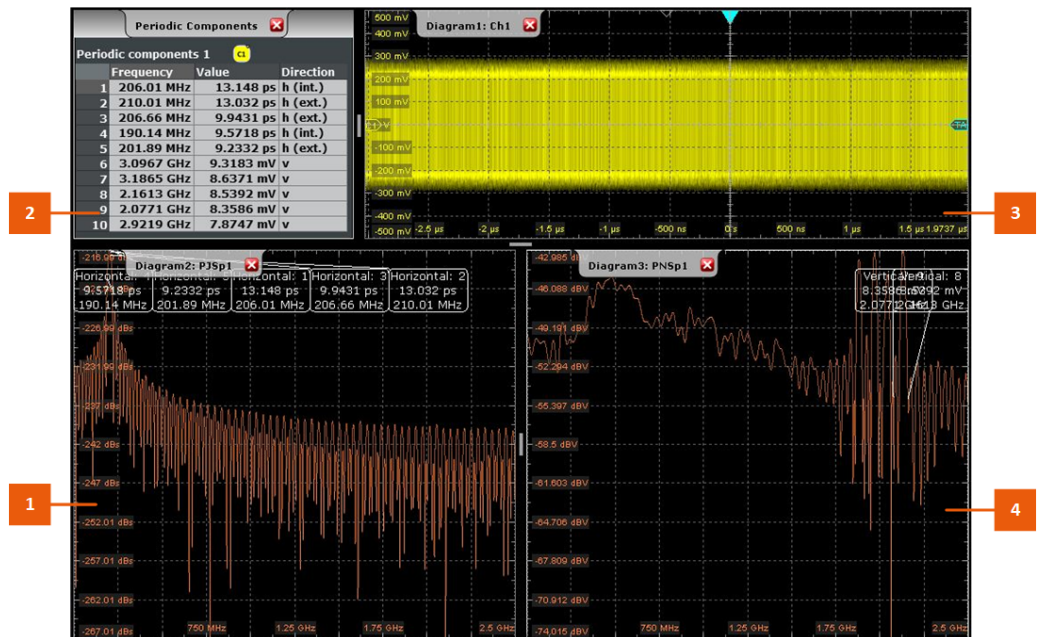 Periodic Components
Periodic components 1 C1
Frequency Value Direction
1 206.01 MHz 13.148 ps h (int.)
2 210.01 MHz 13.032 ps h (ext.)
3 206.66 MHz 9.9431 ps h (ext.)
4 190.14 MHz 9.5718 ps h (int.)
5 201.89 MHz 9.2332 ps h (ext.)
6 3.0967 GHz 9.3183 mV v
7 3.1865 GHz 8.6371 mV v
8 2.1613 GHz 8.5392 mV v
9 2.0771 GHz 8.3586 mV v
10 2.9219 GHz 7.8747 mV v
2
Diagram1: Ch1
500 mV
400 mV
300 mV
200 mV
100 mV
-100 mV
-200 mV
-300 mV
-400 mV
-500 mV
-2.5 µs -2 µs -1.5 µs -1 µs -500 ns 0 s 500 ns 1 µs 1.5 µs 1.9737 µs
3
Diagram2: PJSp1
Horizontal: 1 Horizontal: 3 Horizontal: 2
9.5718 ps 9.2332 ps 13.148 ps 9.9431 ps 13.032 ps
190.14 MHz 201.89 MHz 206.01 MHz 206.66 MHz 210.01 MHz
-226.99 dBs
-231.99 dBs
-237 dBs
-242 dBs
-247 dBs
-252.01 dBs
-257.01 dBs
-262.01 dBs
-267.01 dBs
750 MHz 1.25 GHz 1.75 GHz 2.5 GHz
1
Diagram3: PNSp1
-42.985 dBV
-46.088 dBV
-49.191 dBV
-52.294 dBV
-55.397 dBV
-58.5 dBV
-61.603 dBV
-64.706 dBV
-67.809 dBV
-70.912 dBV
-74.015 dBV
750 MHz 1.25 GHz 1.75 GHz 2.5 GHz
4